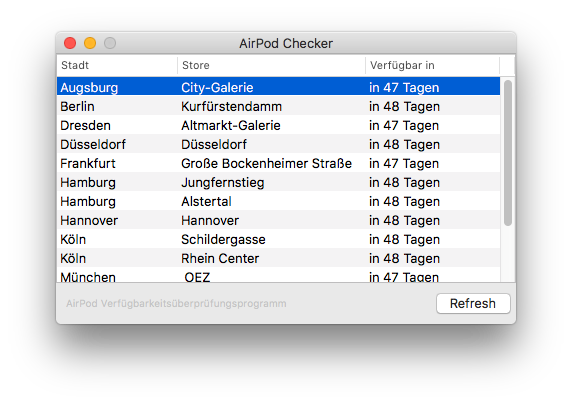 AirPod Checker
Stadt Store Verfügbar in
Augsburg City-Galerie in 47 Tagen
Berlin Kurfürstendamm in 48 Tagen
Dresden Altmarkt-Galerie in 47 Tagen
Düsseldorf Düsseldorf in 48 Tagen
Frankfurt Große Bockenheimer Straße in 47 Tagen
Hamburg Jungfernstieg in 48 Tagen
Hamburg Alstertal in 48 Tagen
Hannover Hannover in 48 Tagen
Köln Schildergasse in 48 Tagen
Köln Rhein Center in 48 Tagen
München OEZ in 47 Tagen
AirPod Verfügbarkeitsüberprüfungsprogramm Refresh